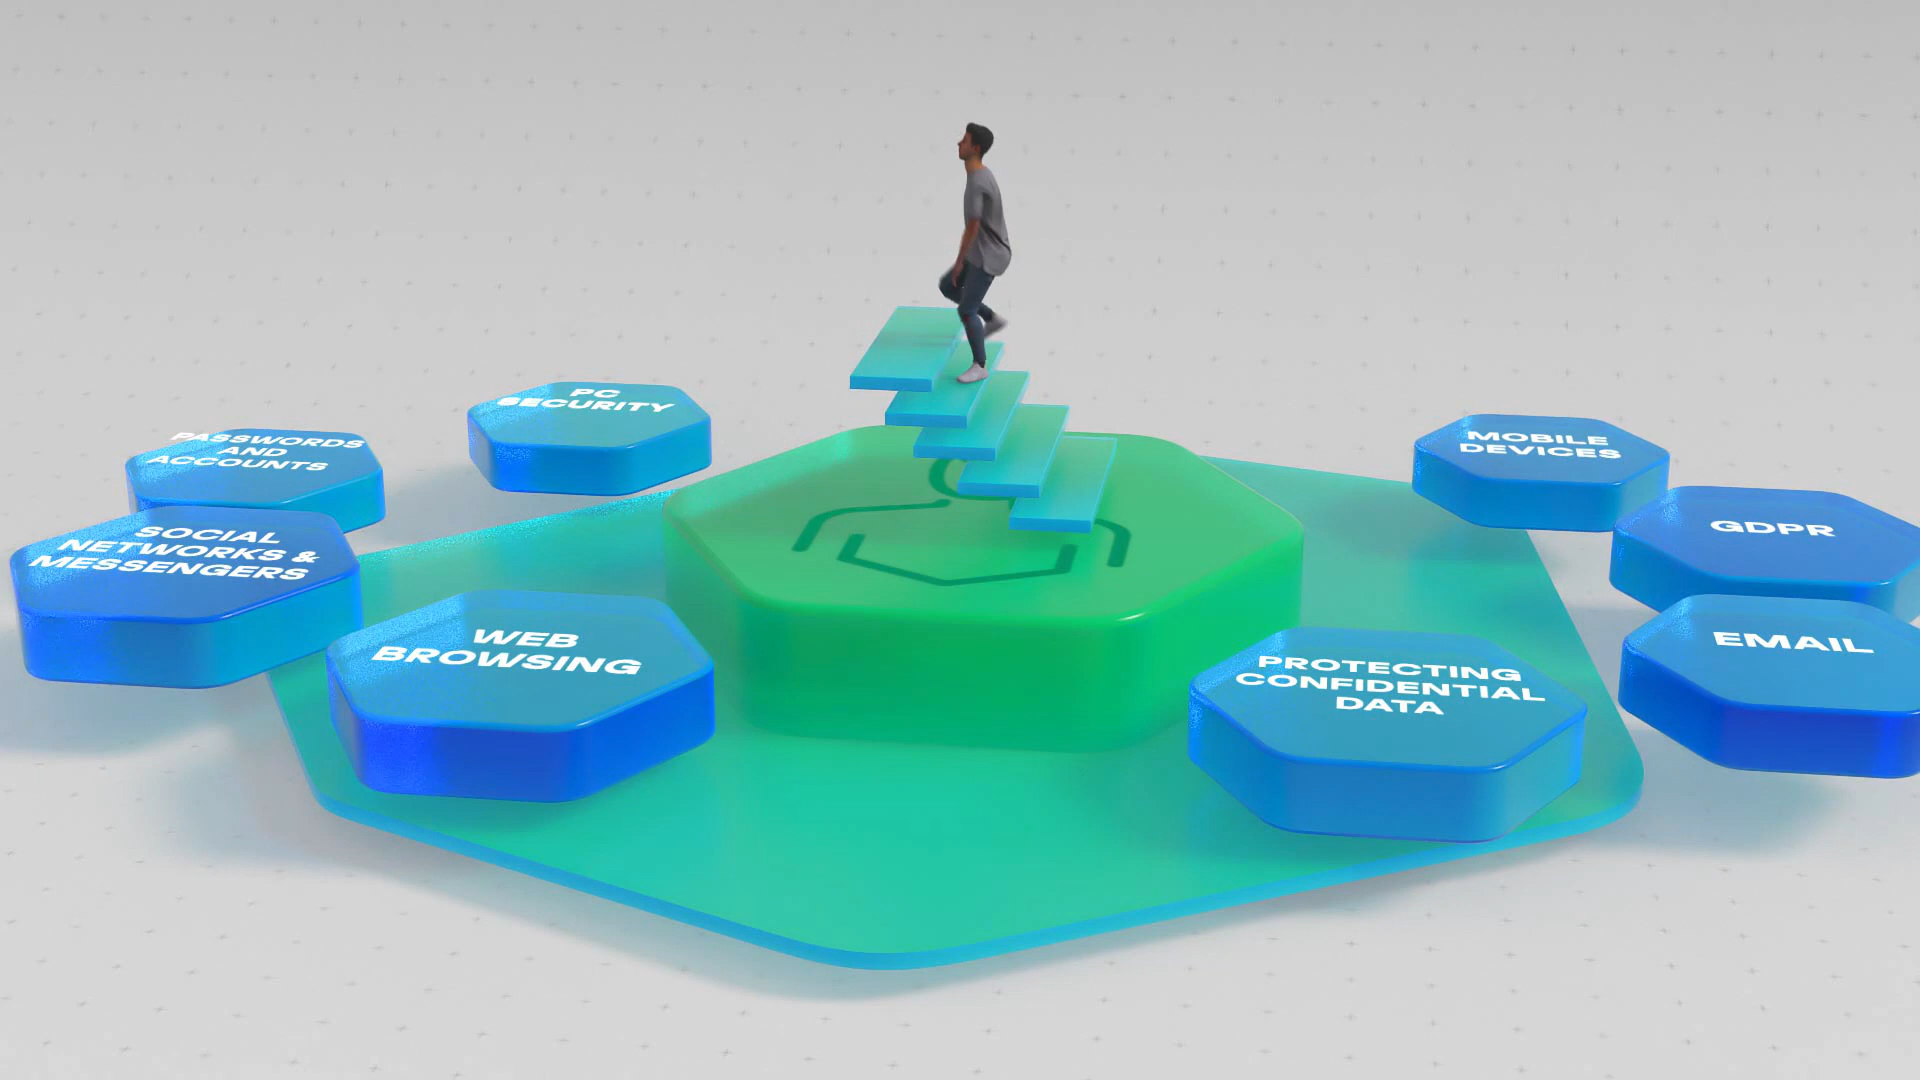 PC
SECURITY
PASSWORDS
AND
ACCOUNTS
SOCIAL
NETWORKS &
MESSENGERS
WEB
BROWSING
MOBILE
DEVICES
GDPR
EMAIL
PROTECTING
CONFIDENTIAL
DATA